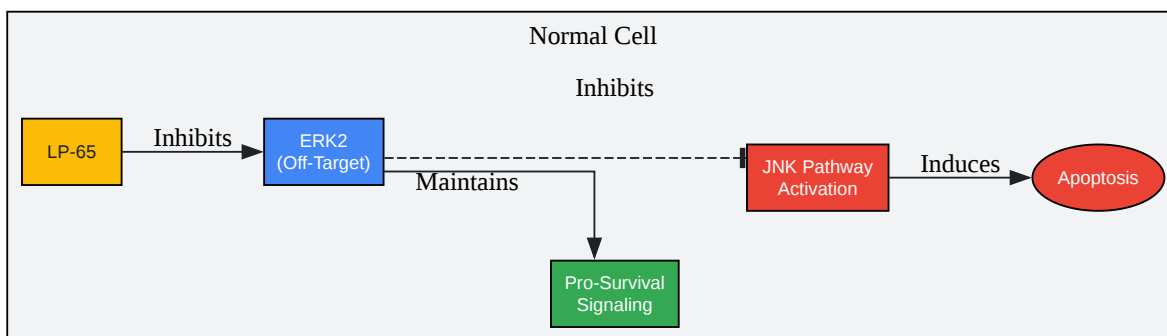 Normal Cell
Inhibits
LP-65
Inhibits
ERK2
(Off-Target)
Maintains
JNK Pathway
Activation
Induces
Apoptosis
Pro-Survival
Signaling